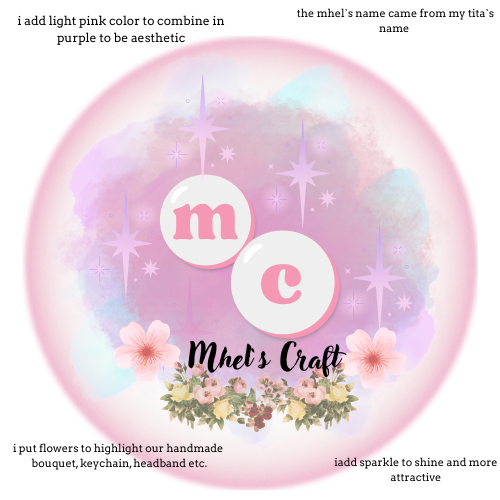 i add light pink color to combine in
purple to be aesthetic
the mhel`s name came from my tita`s
name
m
c
Mhel's Craft
i put flowers to highlight our handmade
bouquet, keychain, headband etc.
iadd sparkle to shine and more
attractive